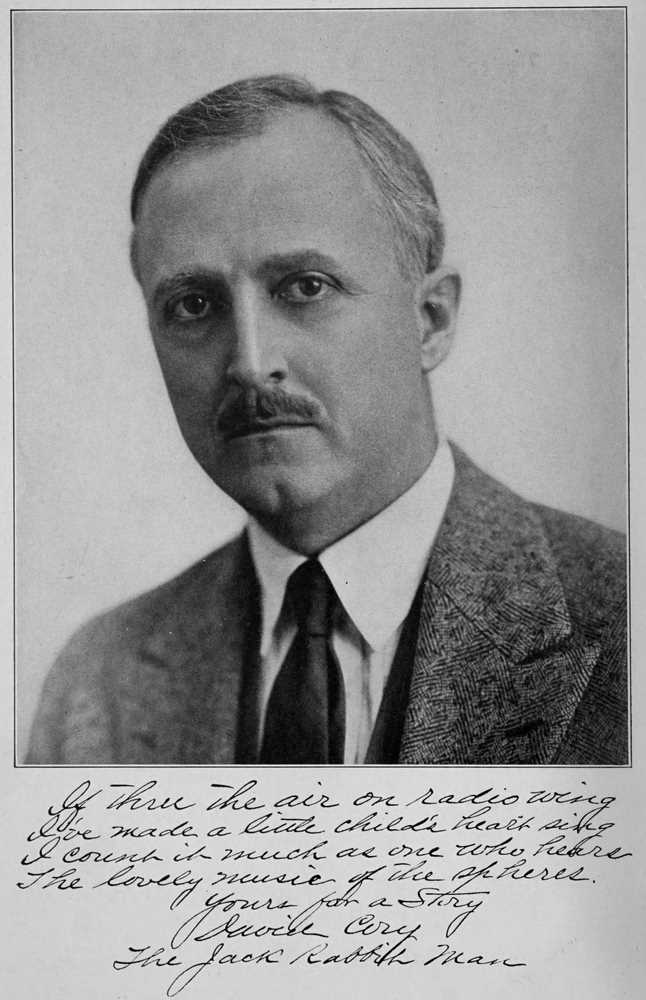 If thru the air on radio wing
I've made a little child's heart sing
I count it much as one who hears
The lovely music of the spheres.
Yours for a Story
David Cory
The Jack Rabbit Man